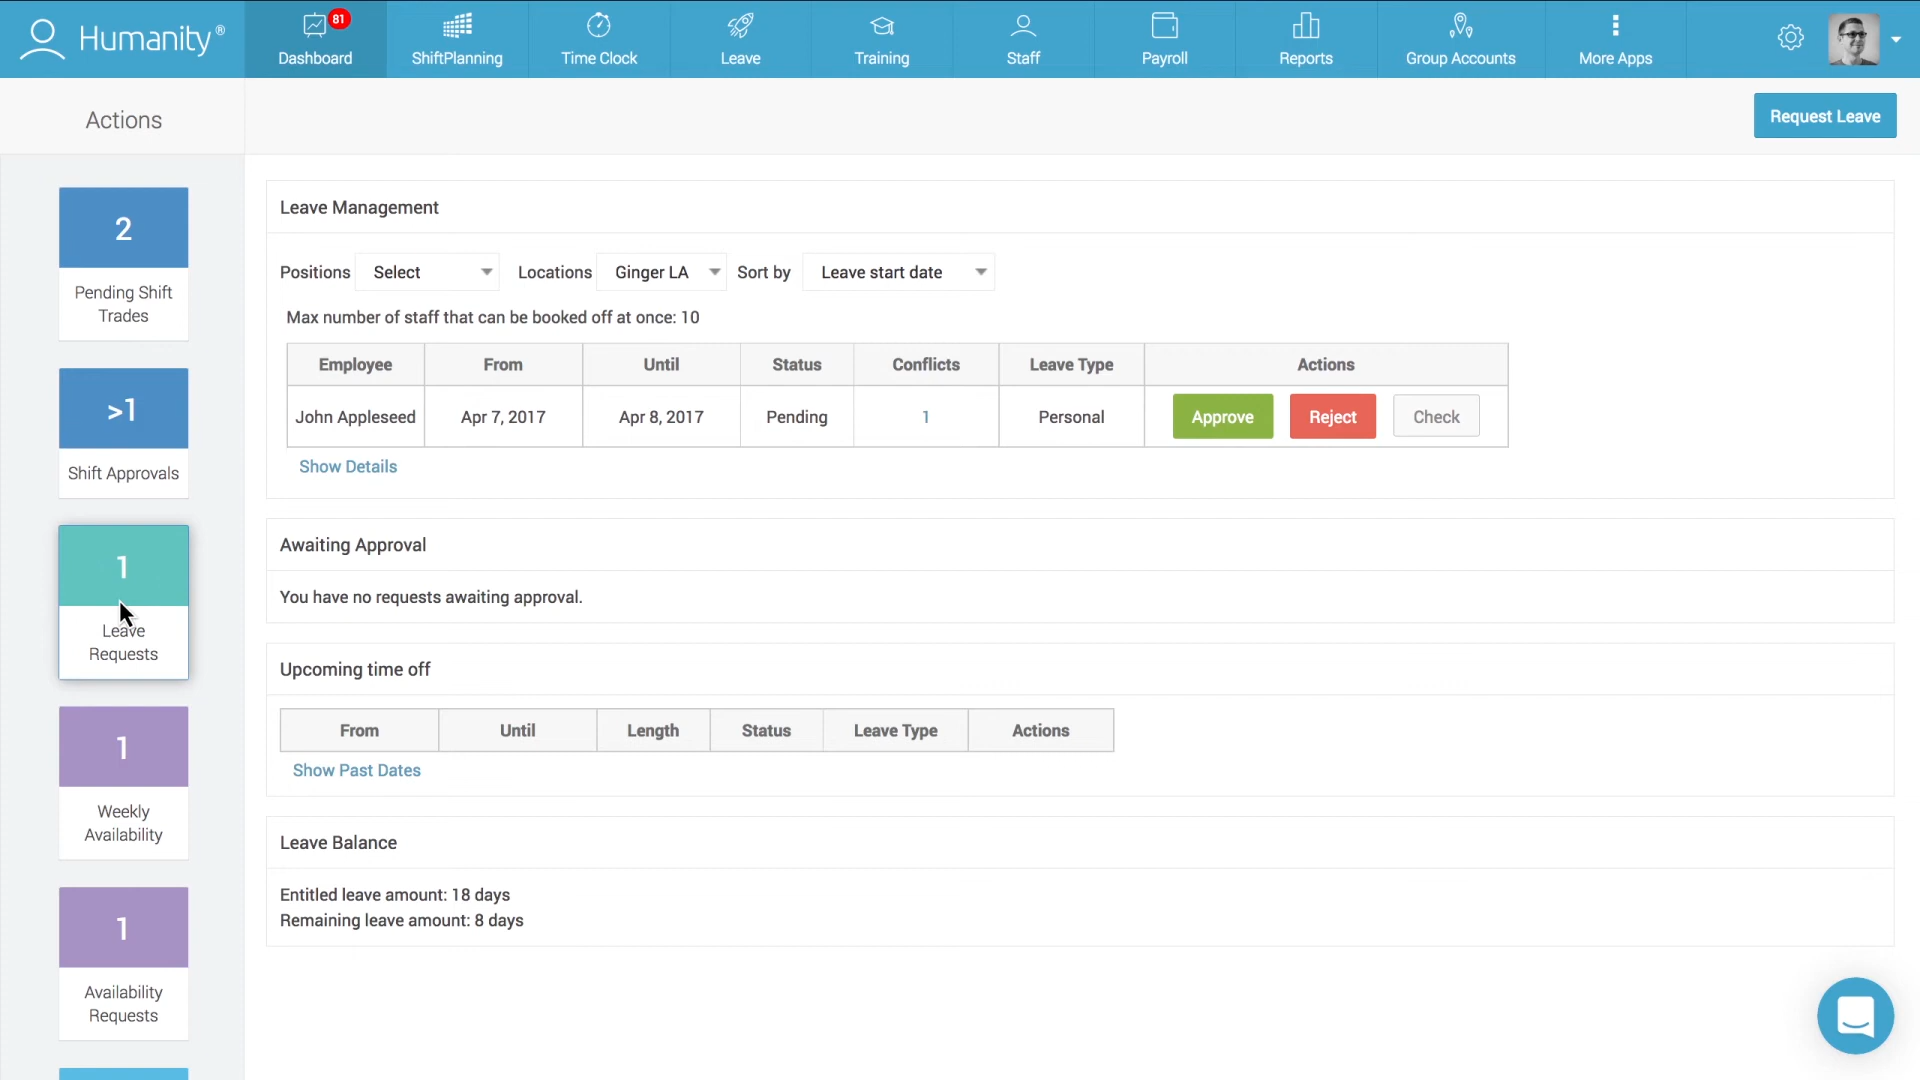 Humanity®
81
Dashboard
ShiftPlanning
Time Clock
Leave
Training
Staff
Payroll
Reports
Group Accounts
More Apps
Actions
Request Leave
2
Pending Shift
Trades
>1
Shift Approvals
1
Leave
Requests
1
Weekly
Availability
1
Availability
Requests
Leave Management
Positions Select Locations Ginger LA Sort by Leave start date
Max number of staff that can be booked off at once: 10
Employee From Until Status Conflicts Leave Type Actions
John Appleseed Apr 7, 2017 Apr 8, 2017 Pending 1 Personal Approve Reject Check
Show Details
Awaiting Approval
You have no requests awaiting approval.
Upcoming time off
From Until Length Status Leave Type Actions
Show Past Dates
Leave Balance
Entitled leave amount: 18 days
Remaining leave amount: 8 days